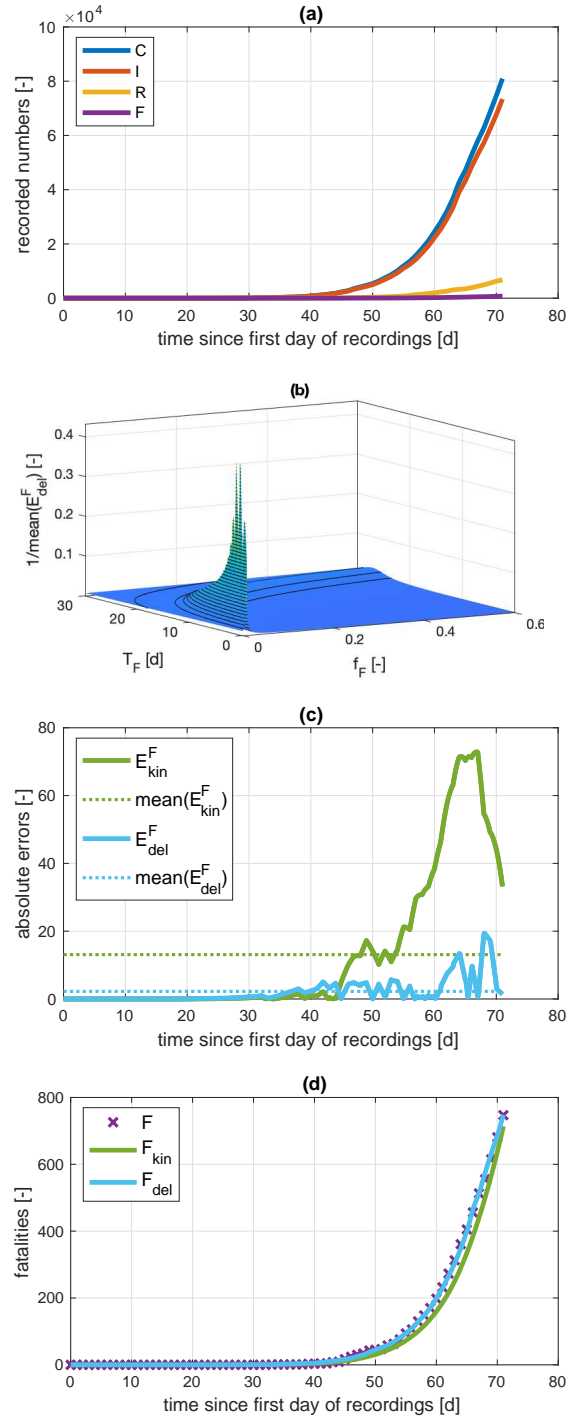 (a)
×10^4
10
8
6
4
2
0
C
I
R
F
recorded numbers [-]
0 10 20 30 40 50 60 70 80
time since first day of recordings [d]
(b)
0.4
0.3
0.2
0.1
1/mean(E^F_del) [-]
30
20
10
0
T_F [d]
0
0.2
0.4
0.6
f_F [-]
(c)
80
60
40
20
0
E^F_kin
mean(E^F_kin)
E^F_del
mean(E^F_del)
absolute errors [-]
0 10 20 30 40 50 60 70 80
time since first day of recordings [d]
(d)
800
600
400
200
0
F
F_kin
F_del
fatalities [-]
0 10 20 30 40 50 60 70 80
time since first day of recordings [d]